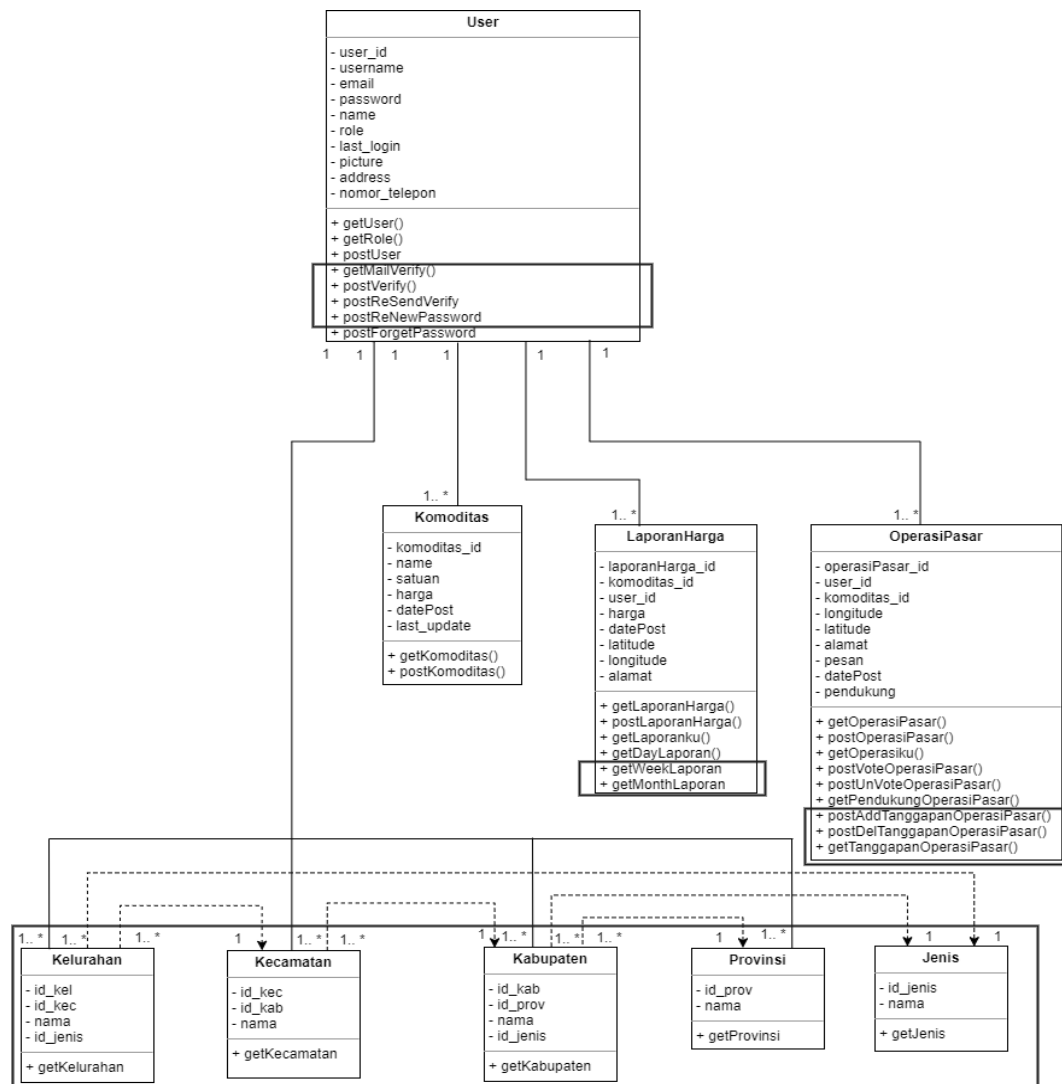 User
- user_id
- username
- email
- password
- name
- role
- last_login
- picture
- address
- nomor_telepon
+ getUser()
+ getRole()
+ postUser
+ getMailVerify()
+ postVerify()
+ postReSendVerify
+ postReNewPassword
+ postForgetPassword
1 1 1 1 1 1
1.. *
Komoditas
- komoditas_id
- name
- satuan
- harga
- datePost
- last_update
+ getKomoditas()
+ postKomoditas()
1.. *
LaporanHarga
- laporanHarga_id
- komoditas_id
- user_id
- harga
- datePost
- latitude
- longitude
- alamat
+ getLaporanHarga()
+ postLaporanHarga()
+ getLaporanku()
+ getDayLaporan()
+ getWeekLaporan
+ getMonthLaporan
1.. *
OperasiPasar
- operasiPasar_id
- user_id
- komoditas_id
- longitude
- latitude
- alamat
- pesan
- datePost
- pendukung
+ getOperasiPasar()
+ postOperasiPasar()
+ getOperasiku()
+ postVoteOperasiPasar()
+ postUnVoteOperasiPasar()
+ getPendukungOperasiPasar()
+ postAddTanggapanOperasiPasar()
+ postDelTanggapanOperasiPasar()
+ getTanggapanOperasiPasar()
1.. * 1.. * 1.. * 1 1.. * 1.. * 1 1.. * 1.. * 1.. * 1 1.. * 1 1
Kelurahan
- id_kel
- id_kec
- nama
- id_jenis
+ getKelurahan
Kecamatan
- id_kec
- id_kab
- nama
+ getKecamatan
Kabupaten
- id_kab
- id_prov
- nama
- id_jenis
+ getKabupaten
Provinsi
- id_prov
- nama
+ getProvinsi
Jenis
- id_jenis
- nama
+ getJenis